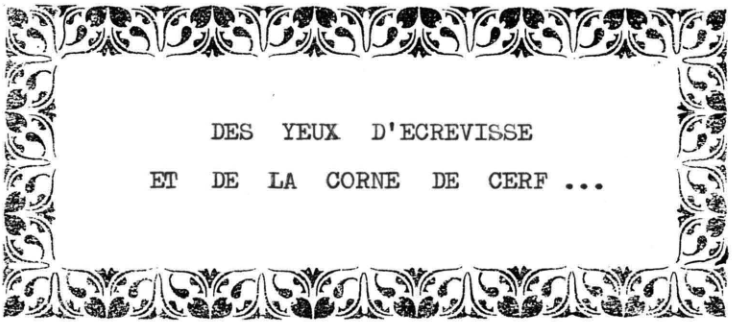 DES YEUX D'ECREVISSE
ET DE LA CORNE DE CERF ...